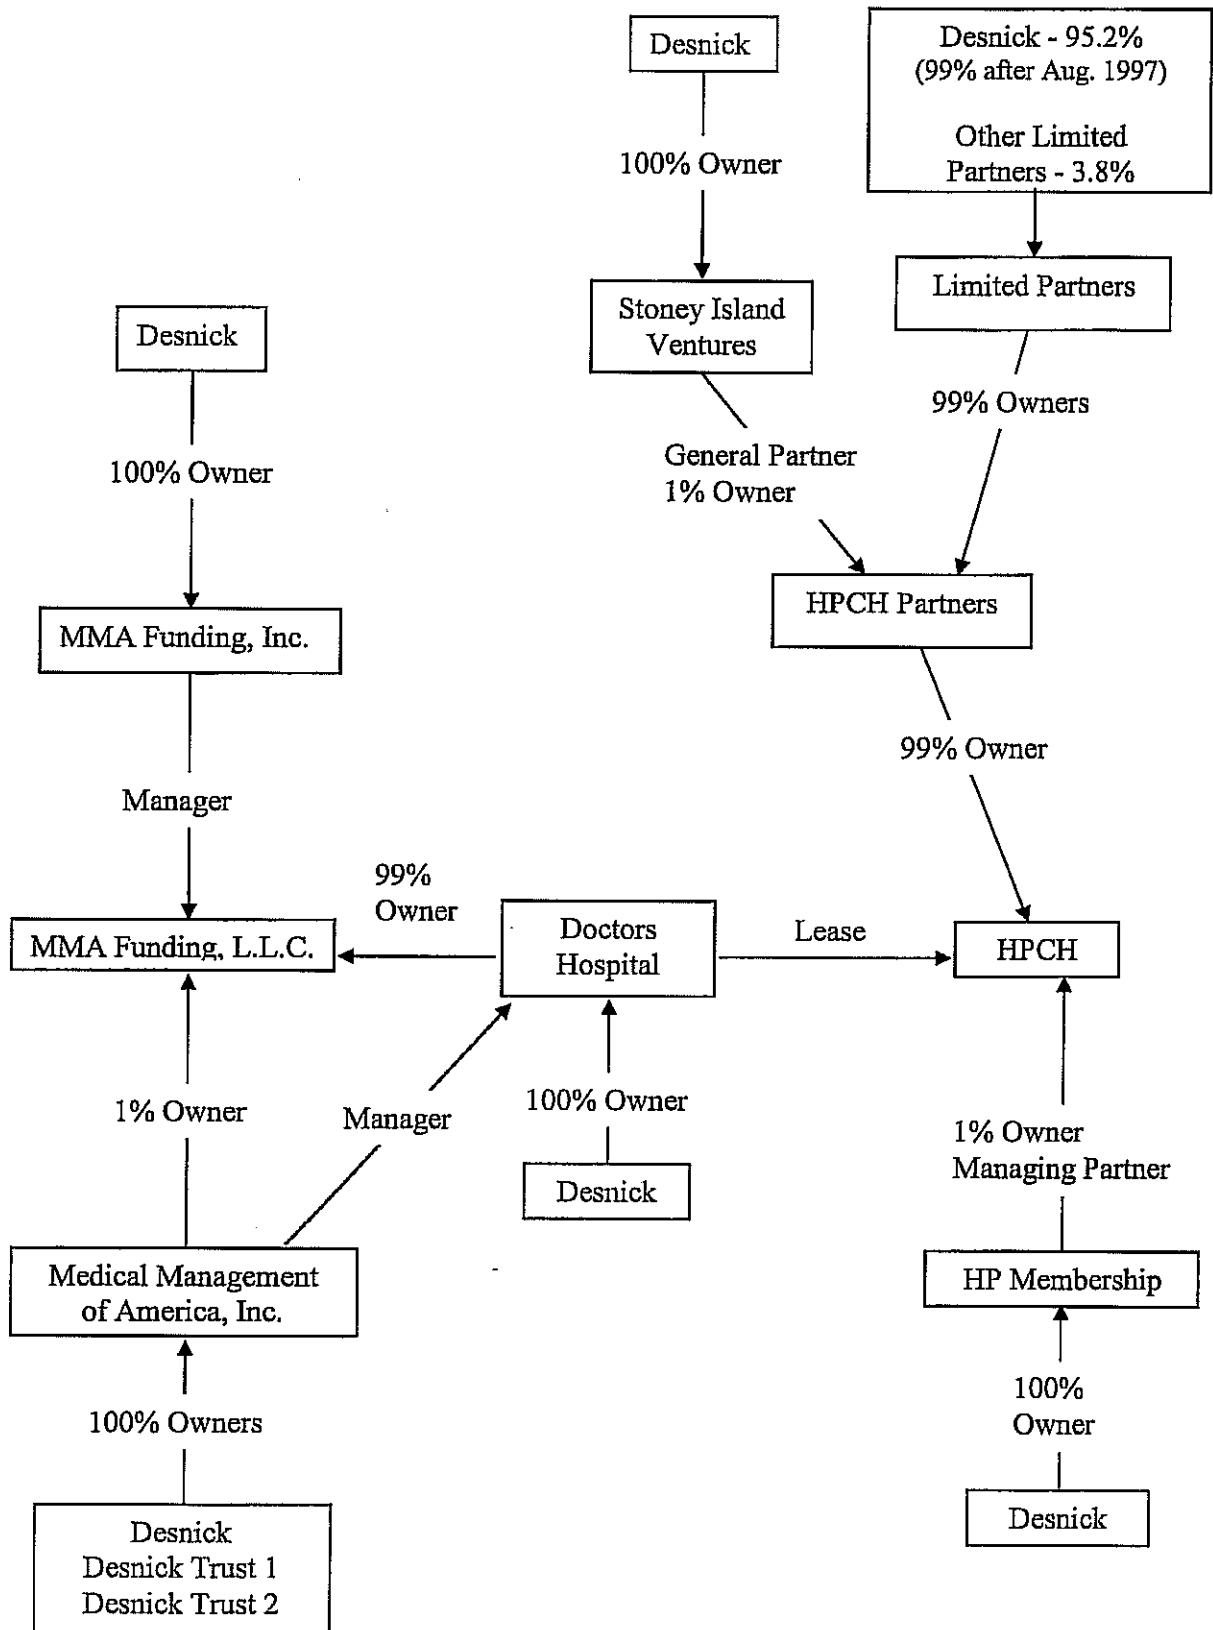 Desnick
Desnick - 95.2%
(99% after Aug. 1997)
Other Limited
Partners - 3.8%
100% Owner
Stoney Island
Ventures
Limited Partners
Desnick
99% Owners
General Partner
1% Owner
100% Owner
HPCH Partners
MMA Funding, Inc.
99% Owner
Manager
99%
Owner
MMA Funding, L.L.C.
Doctors
Hospital
Lease
HPCH
1% Owner
Manager
100% Owner
1% Owner
Managing Partner
Desnick
Medical Management
of America, Inc.
HP Membership
100% Owners
100%
Owner
Desnick
Desnick Trust 1
Desnick Trust 2
Desnick